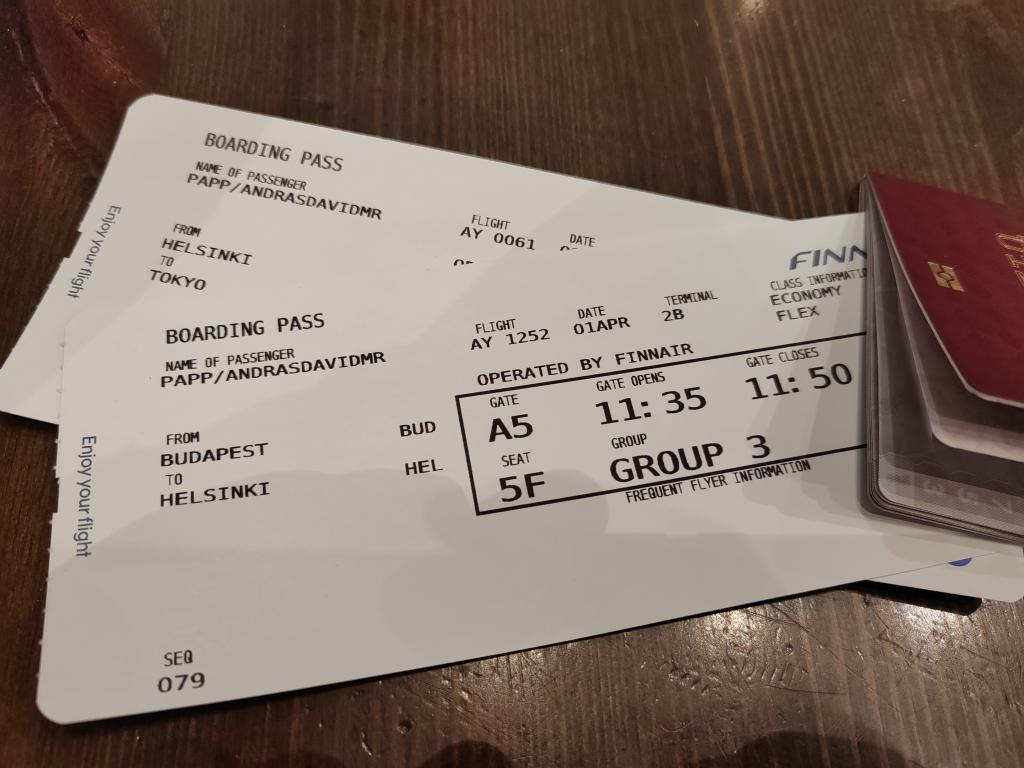 BOARDING PASS
NAME OF PASSENGER
PAPP/ANDRASDAVIDMR
FLIGHT
AY 0061
DATE
FROM
HELSINKI
TO
TOKYO
Enjoy your flight
BOARDING PASS
NAME OF PASSENGER
PAPP/ANDRASDAVIDMR
FLIGHT
AY 1252
DATE
01APR
TERMINAL
2B
CLASS
ECONOMY
FLEX
OPERATED BY FINNAIR
GATE
A5
GATE OPENS
11:35
GATE CLOSES
11:50
SEAT
5F
GROUP
GROUP 3
FREQUENT FLYER INFORMATION
FROM
BUDAPEST BUD
TO
HELSINKI HEL
Enjoy your flight
SEQ
079